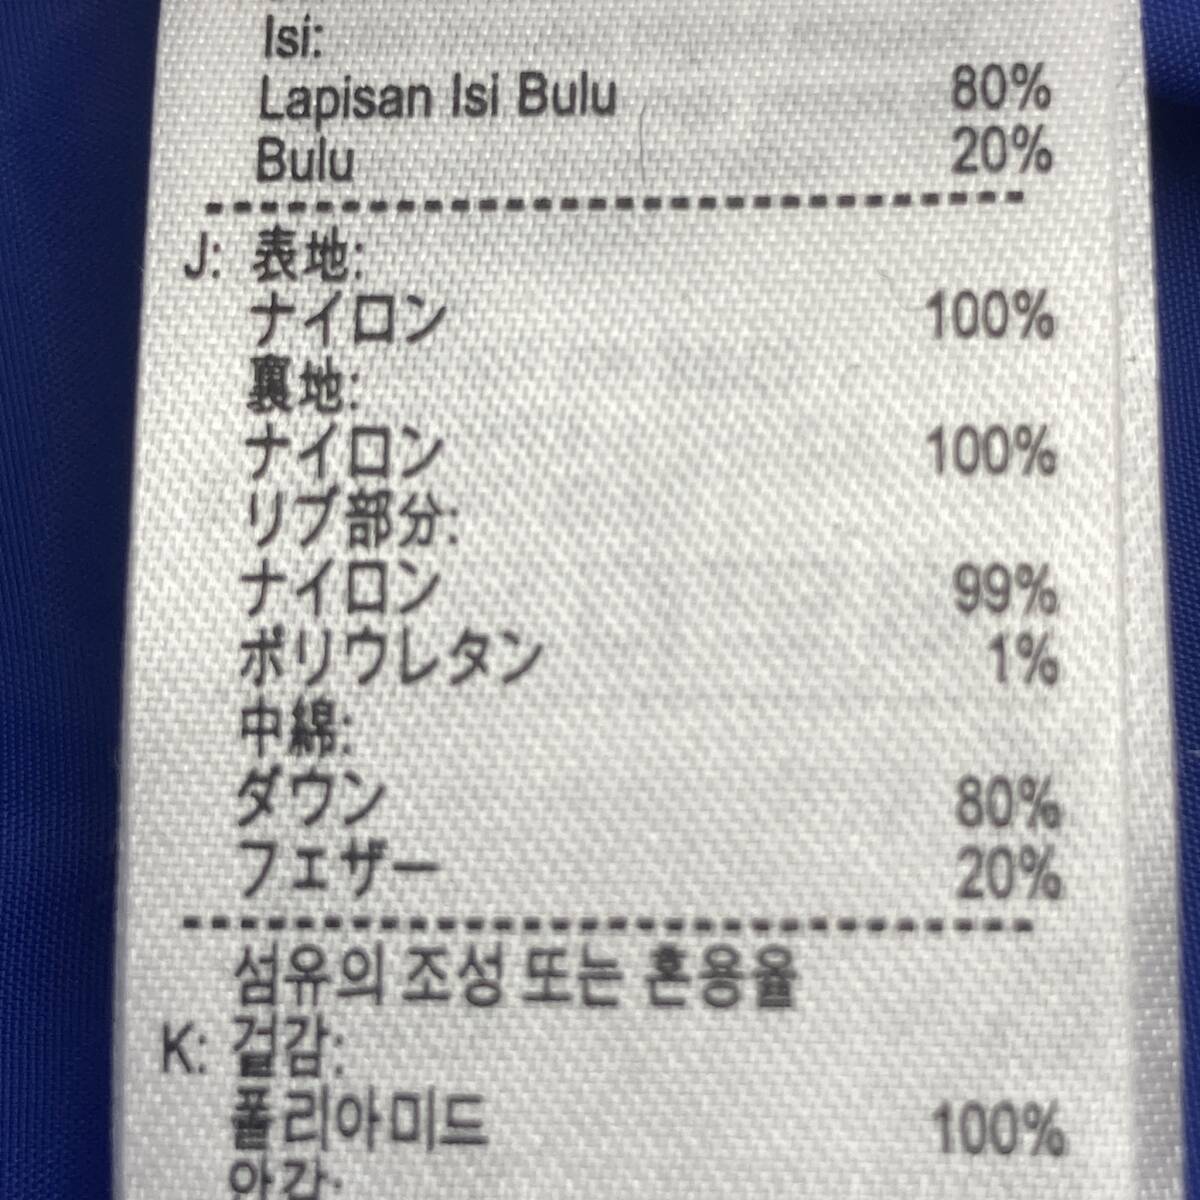 Isi:
Lapisan Isi Bulu 80%
Bulu 20%
J: 表地:
ナイロン 100%
裏地:
ナイロン 100%
リブ部分:
ナイロン 99%
ポリウレタン 1%
中綿:
ダウン 80%
フェザー 20%
섬유의 조성 또는 혼용율
K: 겉감:
폴리아미드 100%
안감: